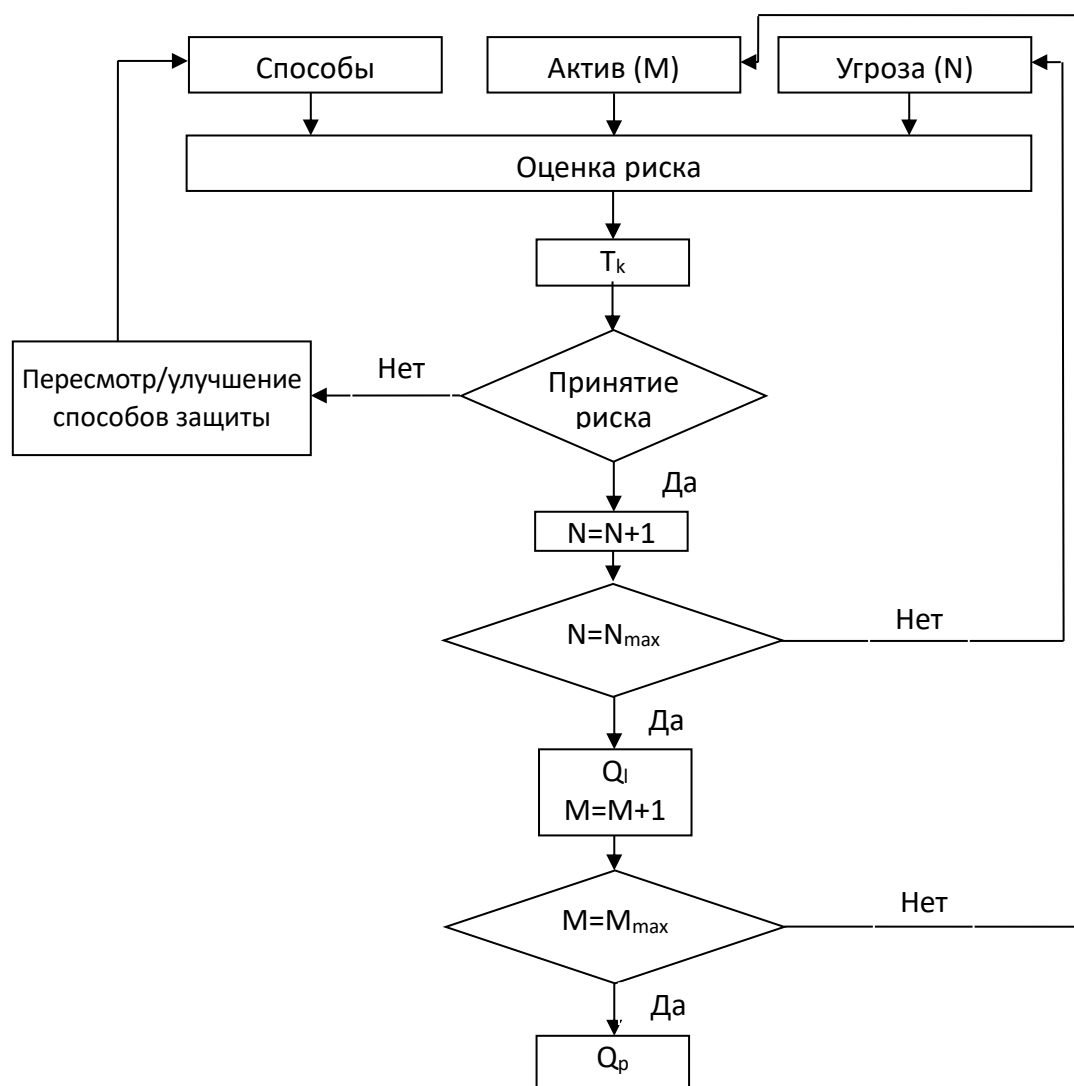 Способы
Актив (M)
Угроза (N)
Оценка риска
Tk
Пересмотр/улучшение
способов защиты
Нет
Принятие
риска
Да
N=N+1
N=Nmax
Нет
Да
Ql
M=M+1
M=Mmax
Нет
Да
Qp